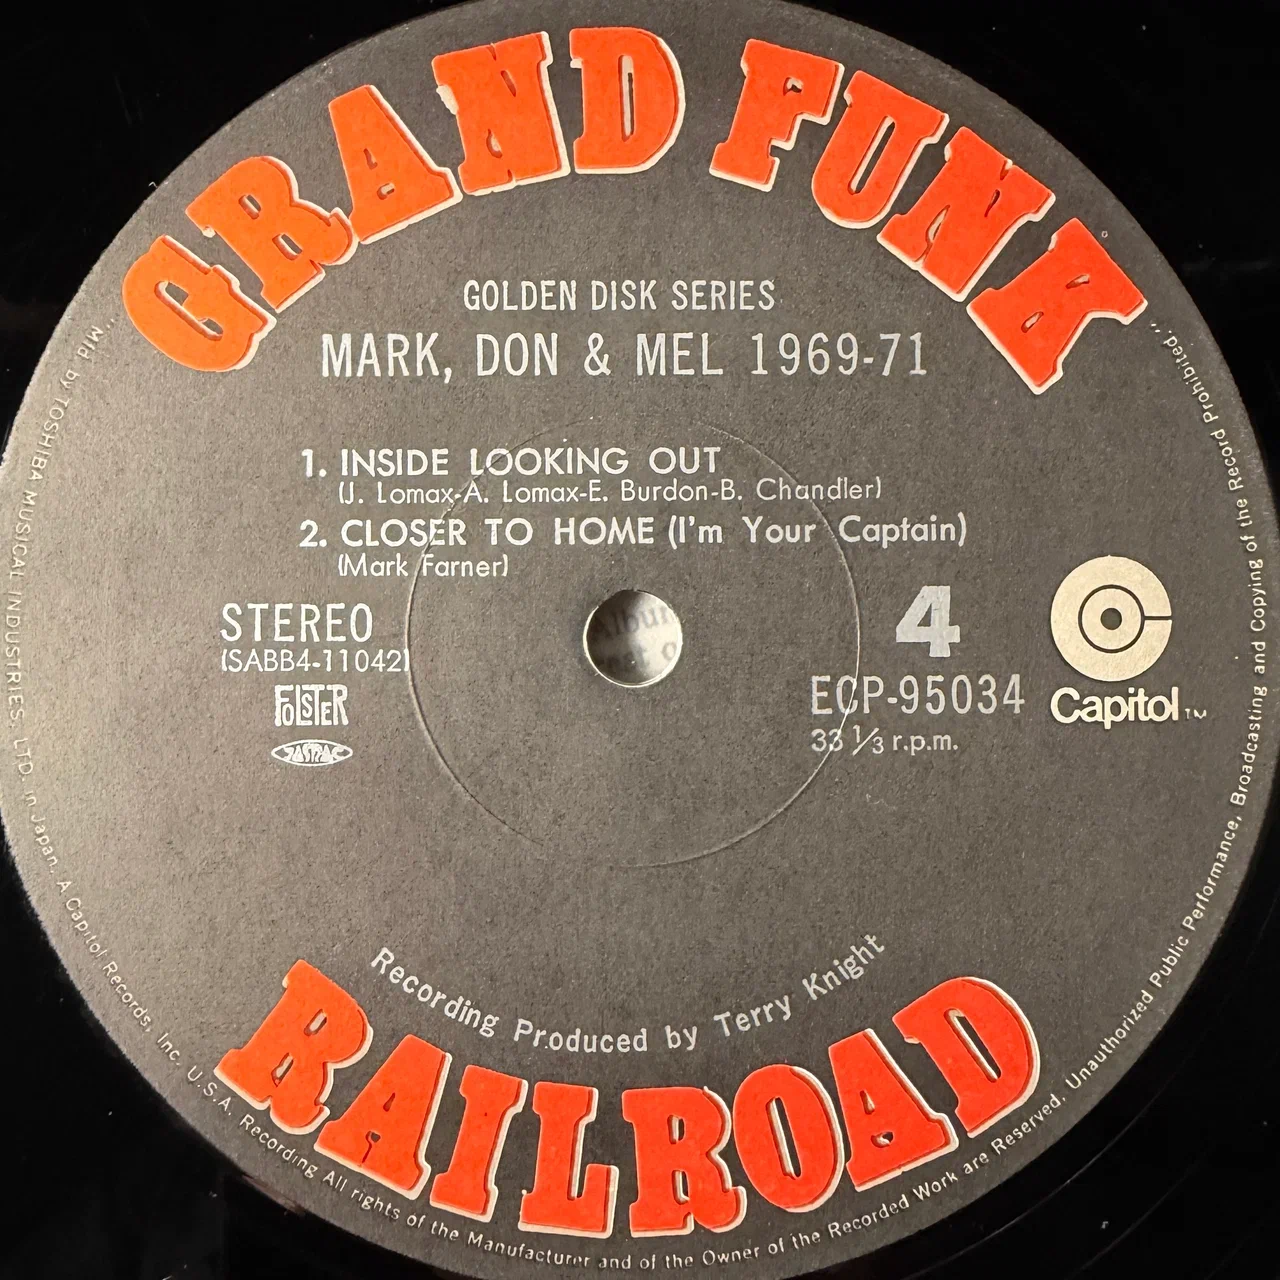 GRAND FUNK
GOLDEN DISK SERIES
MARK, DON & MEL 1969-71
1. INSIDE LOOKING OUT
(J. Lomax-A. Lomax-E. Burdon-B. Chandler)
2. CLOSER TO HOME (I'm Your Captain)
(Mark Farner)
STEREO
(SABB4-11042)
FOLSTER
4
ECP-95034
33 1/3 r.p.m.
Capitol™
Recording Produced by Terry Knight
RAILROAD
"Mfd by TOSHIBA MUSICAL INDUSTRIES. LTD. in Japan. A Capitol Records, Inc. U.S.A. Recording All rights of the Manufacturer and of the Owner of the Recorded Work are Reserved, Unauthorized Public Performance, Broadcasting and Copying of the Record Prohibited."